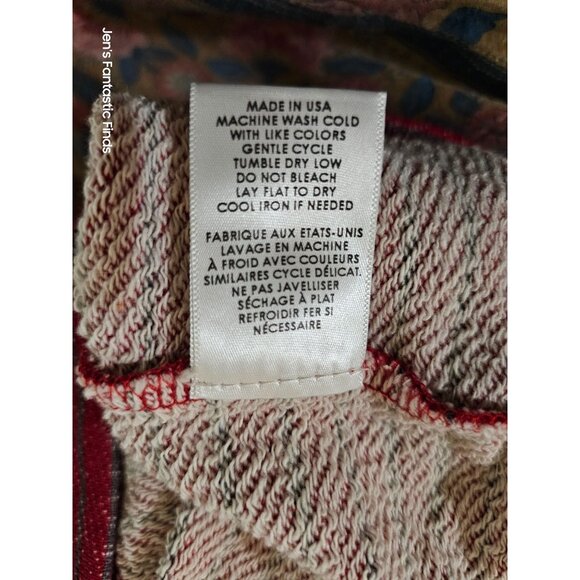 Jen's Fantastic Finds
MADE IN USA
MACHINE WASH COLD
WITH LIKE COLORS
GENTLE CYCLE
TUMBLE DRY LOW
DO NOT BLEACH
LAY FLAT TO DRY
COOL IRON IF NEEDED
FABRIQUE AUX ETATS-UNIS
LAVAGE EN MACHINE
À FROID AVEC COULEURS
SIMILAIRES CYCLE DÉLICAT.
NE PAS JAVELLISER
SÉCHAGE À PLAT
REFROIDIR FER SI
NÉCESSAIRE